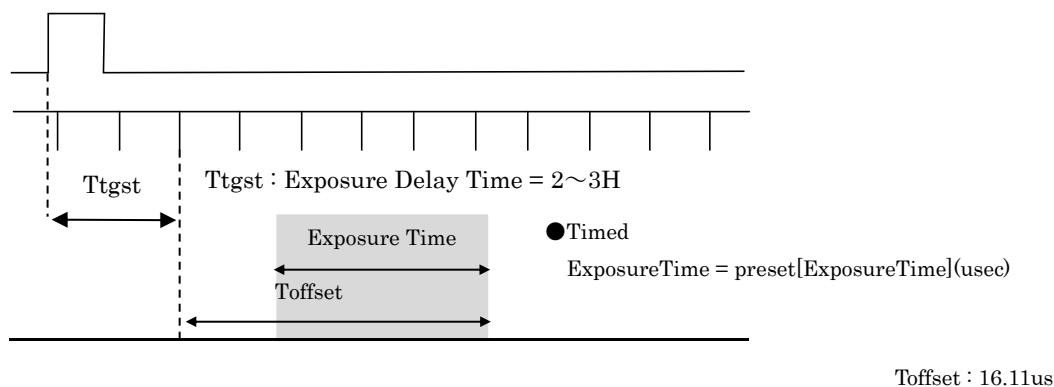 Ttgst
Ttgst : Exposure Delay Time = 2～3H
Exposure Time
●Timed
ExposureTime = preset[ExposureTime](usec)
Toffset
Toffset : 16.11us